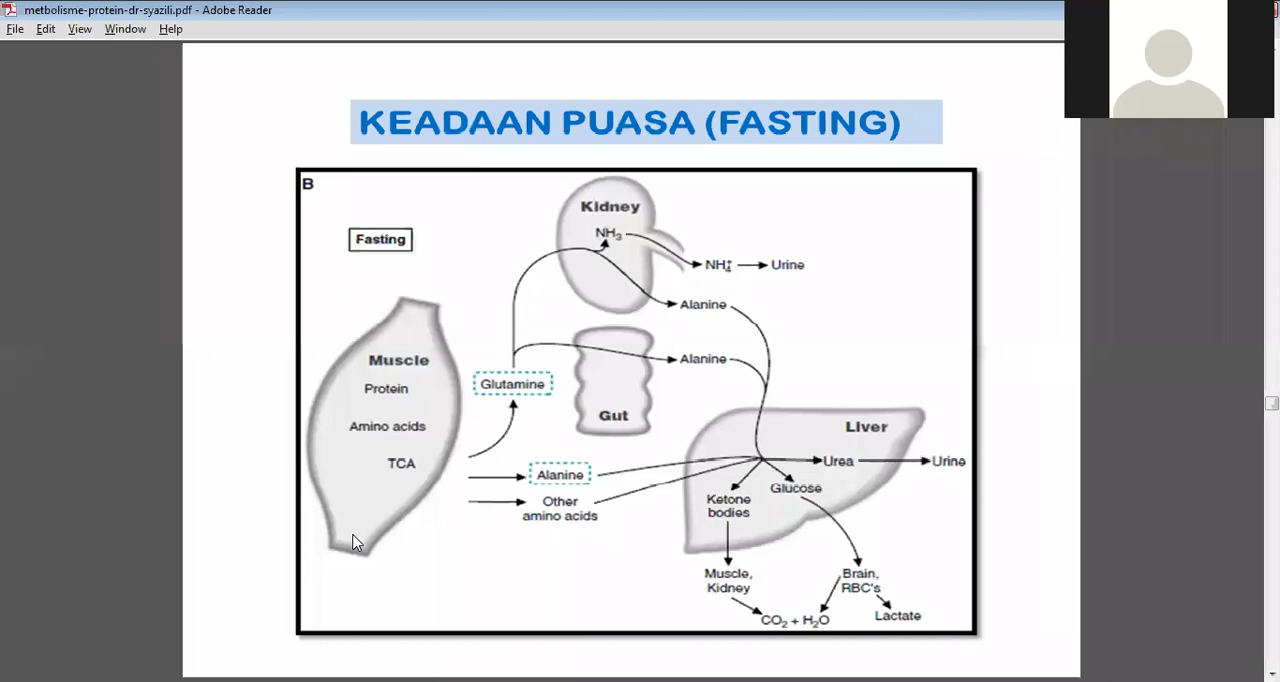 metbolisme-protein-dr-syazili.pdf - Adobe Reader
File Edit View Window Help
KEADAAN PUASA (FASTING)
B
Fasting
Kidney
NH3
NH4+
Urine
Alanine
Muscle
Protein
Amino acids
TCA
Glutamine
Alanine
Gut
Alanine
Other
amino acids
Liver
Urea
Urine
Glucose
Ketone
bodies
Muscle,
Kidney
Brain,
RBC's
CO2 + H2O
Lactate